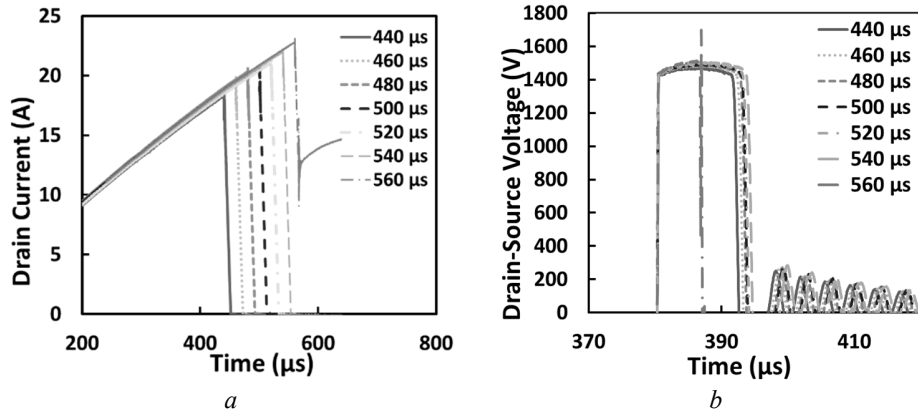 25
20
15
10
5
0
Drain Current (A)
200
400
600
800
Time (µs)
440 µs
460 µs
480 µs
500 µs
520 µs
540 µs
560 µs
a
1800
1600
1400
1200
1000
800
600
400
200
0
Drain-Source Voltage (V)
370
390
410
Time (µs)
440 µs
460 µs
480 µs
500 µs
520 µs
540 µs
560 µs
b